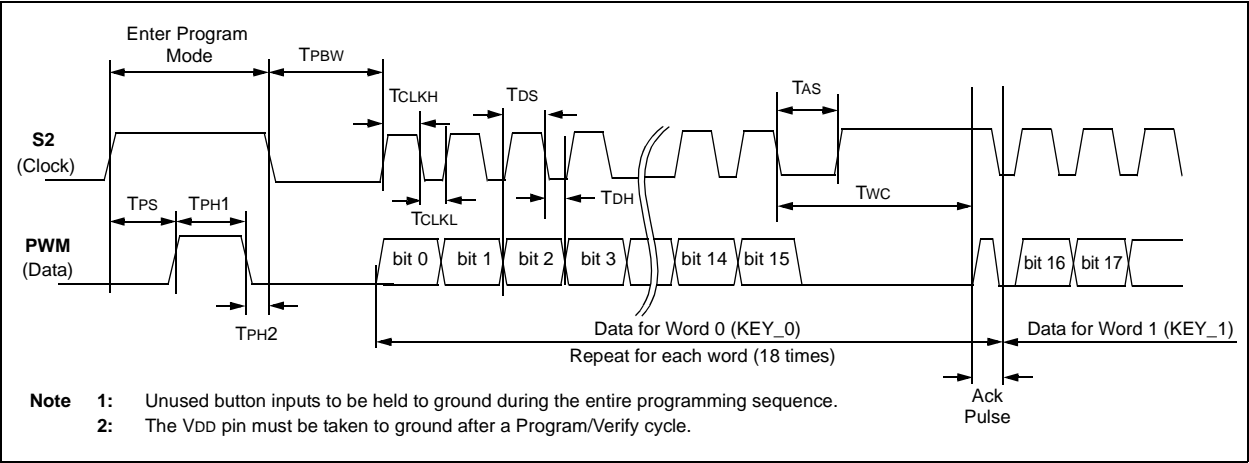 Enter Program
Mode
TPBW
TCLKH
TDS
TAS
S2
(Clock)
TPS
TPH1
TCLKL
TDH
TWC
PWM
(Data)
bit 0
bit 1
bit 2
bit 3
bit 14
bit 15
bit 16
bit 17
TPH2
Data for Word 0 (KEY_0)
Data for Word 1 (KEY_1)
Repeat for each word (18 times)
Ack
Pulse
Note 1: Unused button inputs to be held to ground during the entire programming sequence.
2: The VDD pin must be taken to ground after a Program/Verify cycle.